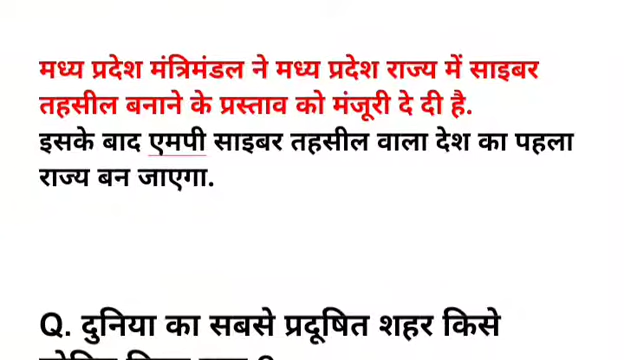 मध्य प्रदेश मंत्रिमंडल ने मध्य प्रदेश राज्य में साइबर
तहसील बनाने के प्रस्ताव को मंजूरी दे दी है.
इसके बाद एमपी साइबर तहसील वाला देश का पहला
राज्य बन जाएगा.
Q. दुनिया का सबसे प्रदूषित शहर किसे